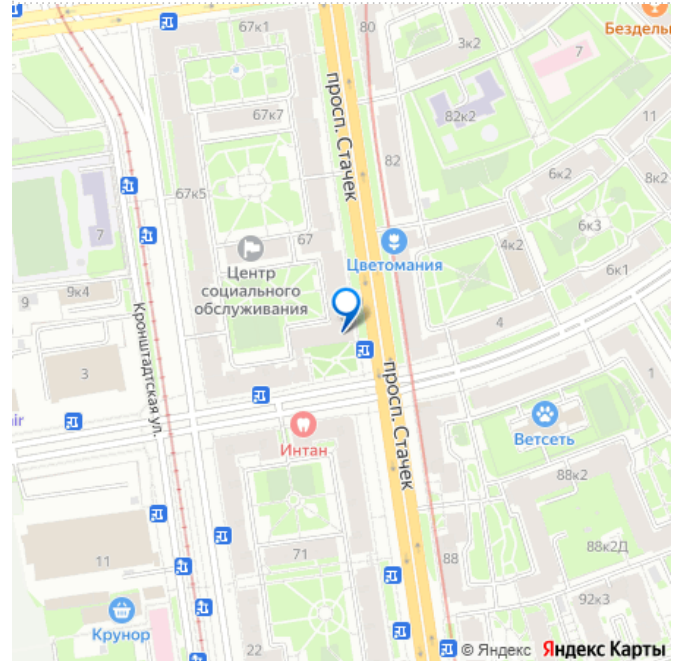 67к1
80
3к2
7
Бездель
67к7
просп. Стачек
82к2
11
82
67к5
6к2
8к2
7
67
6к3
4к2
Цветомания
Центр
социального
обслуживания
6к1
9
9к4
Кронштадтская ул.
4
3
просп. Стачек
1
air
Интан
Ветсеть
88к2
71
88к2Д
11
88
92к3
Крунор
22
© Яндекс Яндекс Карты